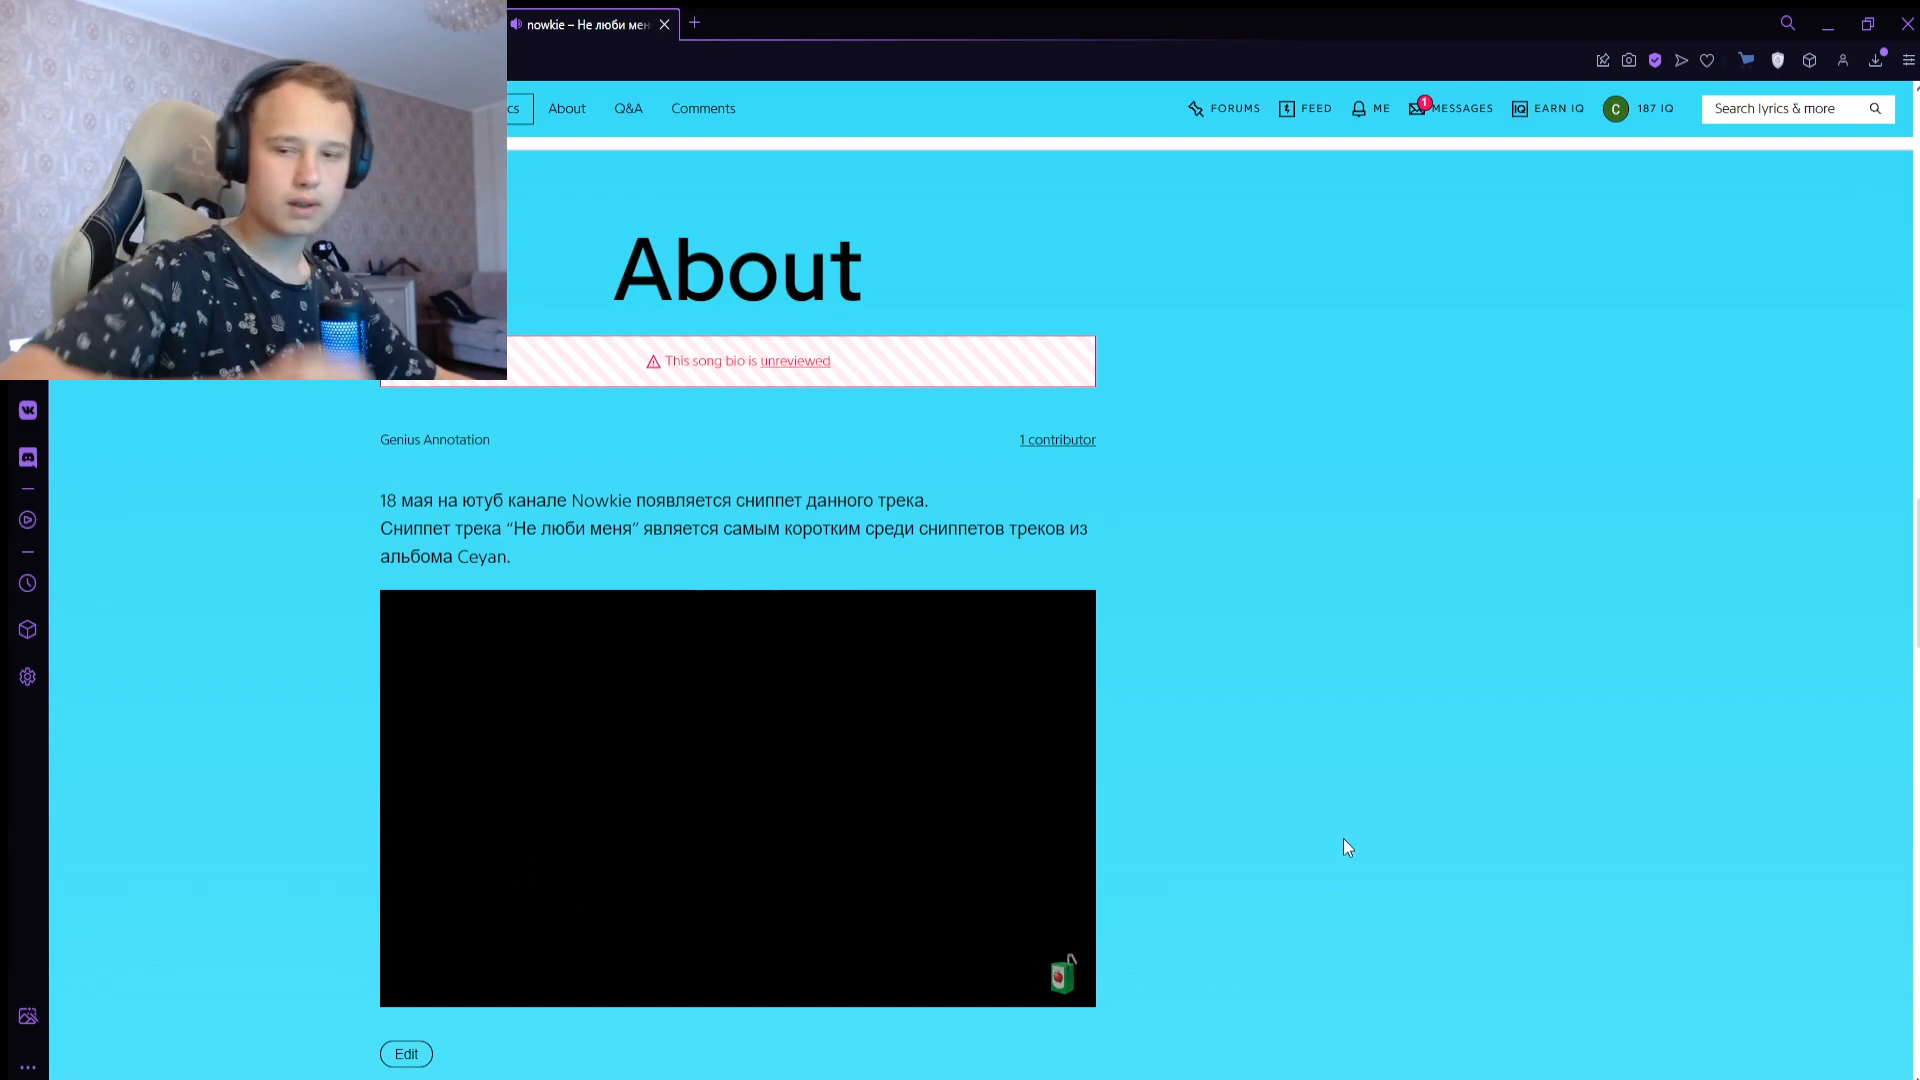 nowkie – Не люби мен
cs
About
Q&A
Comments
FORUMS
FEED
ME
1
MESSAGES
EARN IQ
C
187 IQ
Search lyrics & more
About
This song bio is unreviewed
Genius Annotation
1 contributor
18 мая на ютуб канале Nowkie появляется сниппет данного трека.
Сниппет трека “Не люби меня” является самым коротким среди сниппетов треков из
альбома Ceyan.
Edit